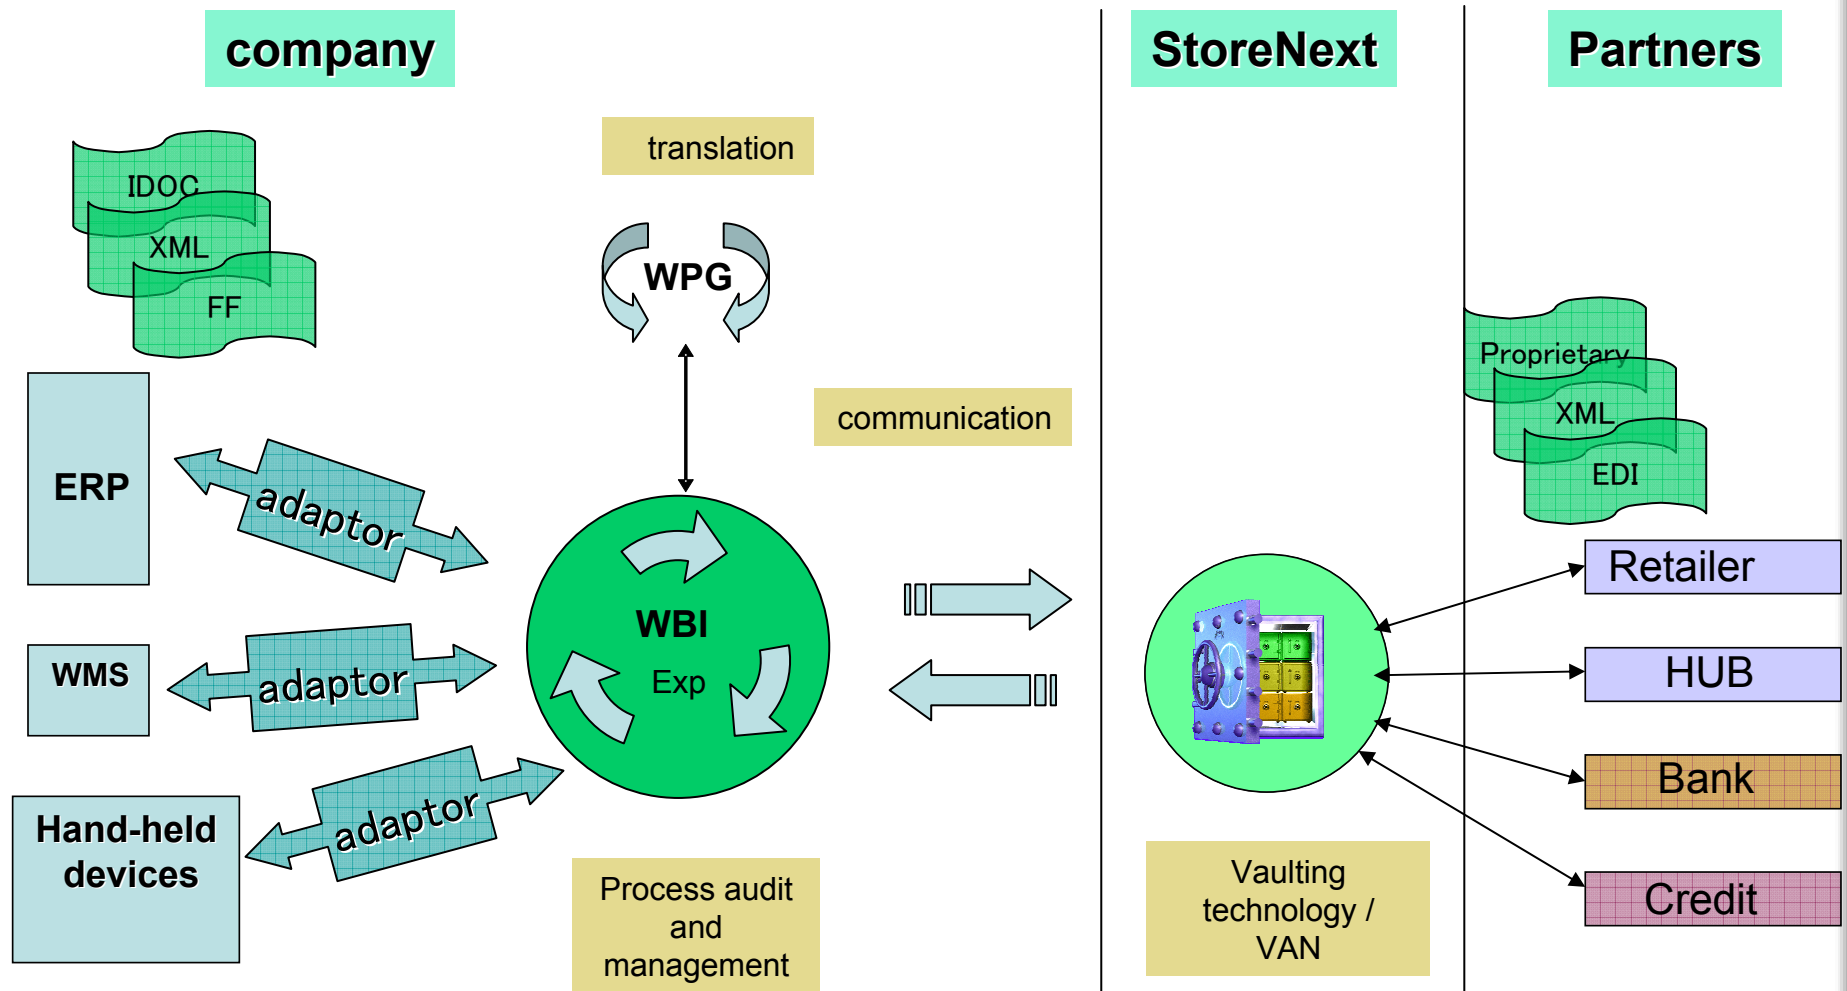 company
StoreNext
Partners
translation
IDOC
XML
FF
WPG
Proprietary
XML
EDI
communication
ERP
adaptor
WBI
Exp
WMS
adaptor
Hand-held
devices
adaptor
Retailer
HUB
Bank
Credit
Process audit
and
management
Vaulting
technology /
VAN